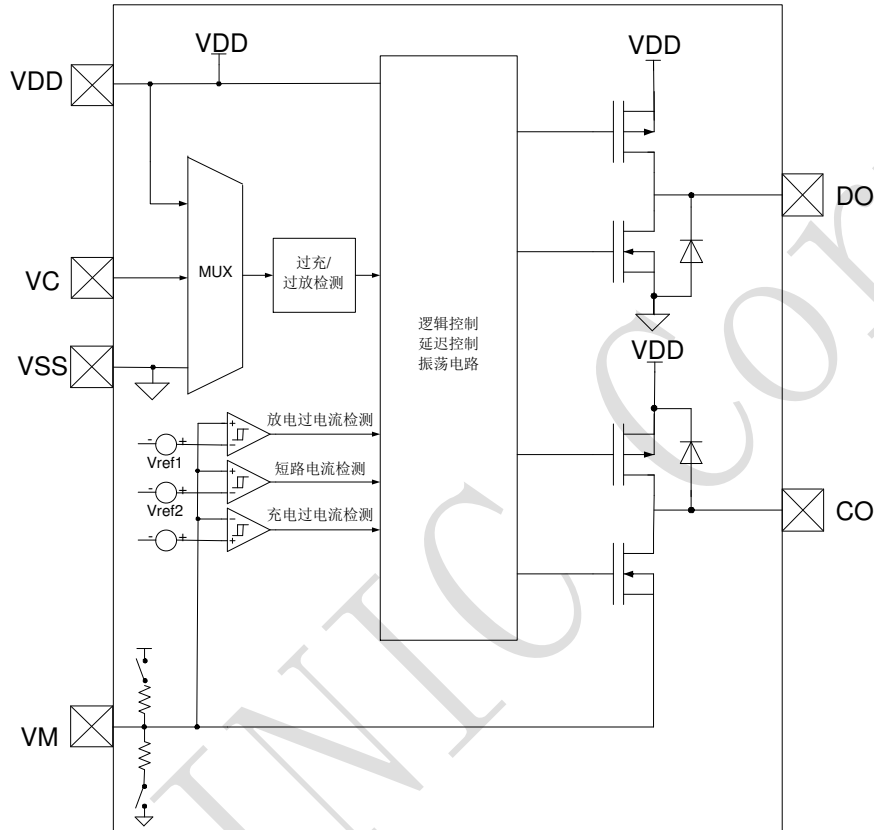 VDD
VDD
VDD
VC
MUX
过充/
过放检测
DO
VSS
逻辑控制
延迟控制
振荡电路
VDD
+
-
放电过电流检测
-
+
Vref1
+
-
短路电流检测
-
+
Vref2
-
+
充电过电流检测
-
+
CO
VM
INIC Cor